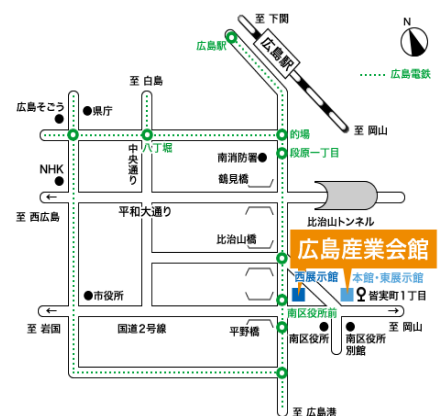 至 下関
N
広島駅
広島駅
広島電鉄
至 白島
広島そごう
県庁
至 岡山
八丁堀
的場
中央通り
南消防署
段原一丁目
NHK
鶴見橋
至 西広島
平和大通り
比治山トンネル
比治山橋
広島産業会館
西展示館
本館・東展示館
市役所
皆実町1丁目
南区役所前
至 岩国
国道2号線
平野橋
南区役所
南区役所
別館
至 岡山
至 広島港